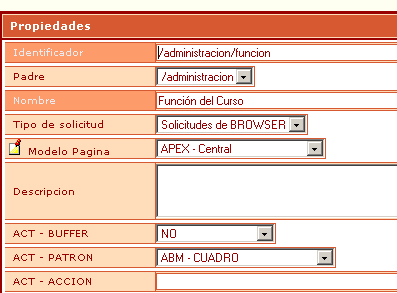 Propiedades
Identificador /administracion/funcion
Padre /administracion
Nombre Función del Curso
Tipo de solicitud Solicitudes de BROWSER
Modelo Pagina APEX - Central
Descripcion
ACT - BUFFER NO
ACT - PATRON ABM - CUADRO
ACT - ACCION